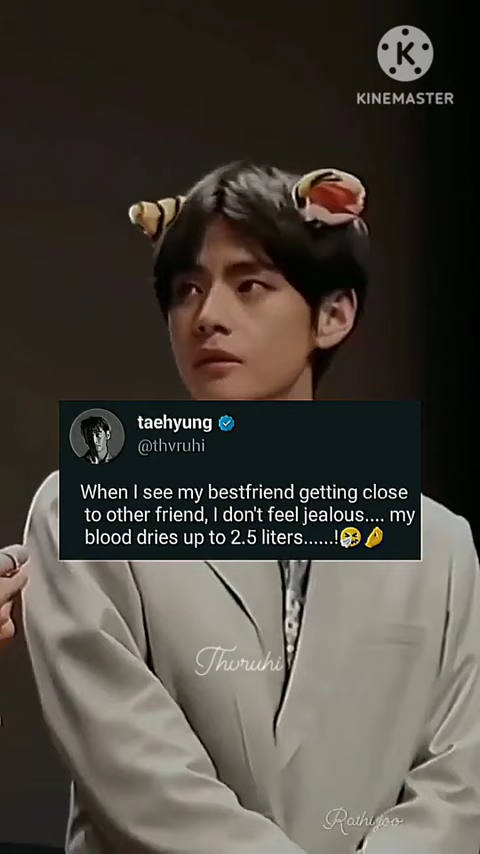 KINEMASTER
taehyung
@thvruhi
When I see my bestfriend getting close
to other friend, I don't feel jealous.... my
blood dries up to 2.5 liters......!🤧🤌
Thvruhi
Rathijoo